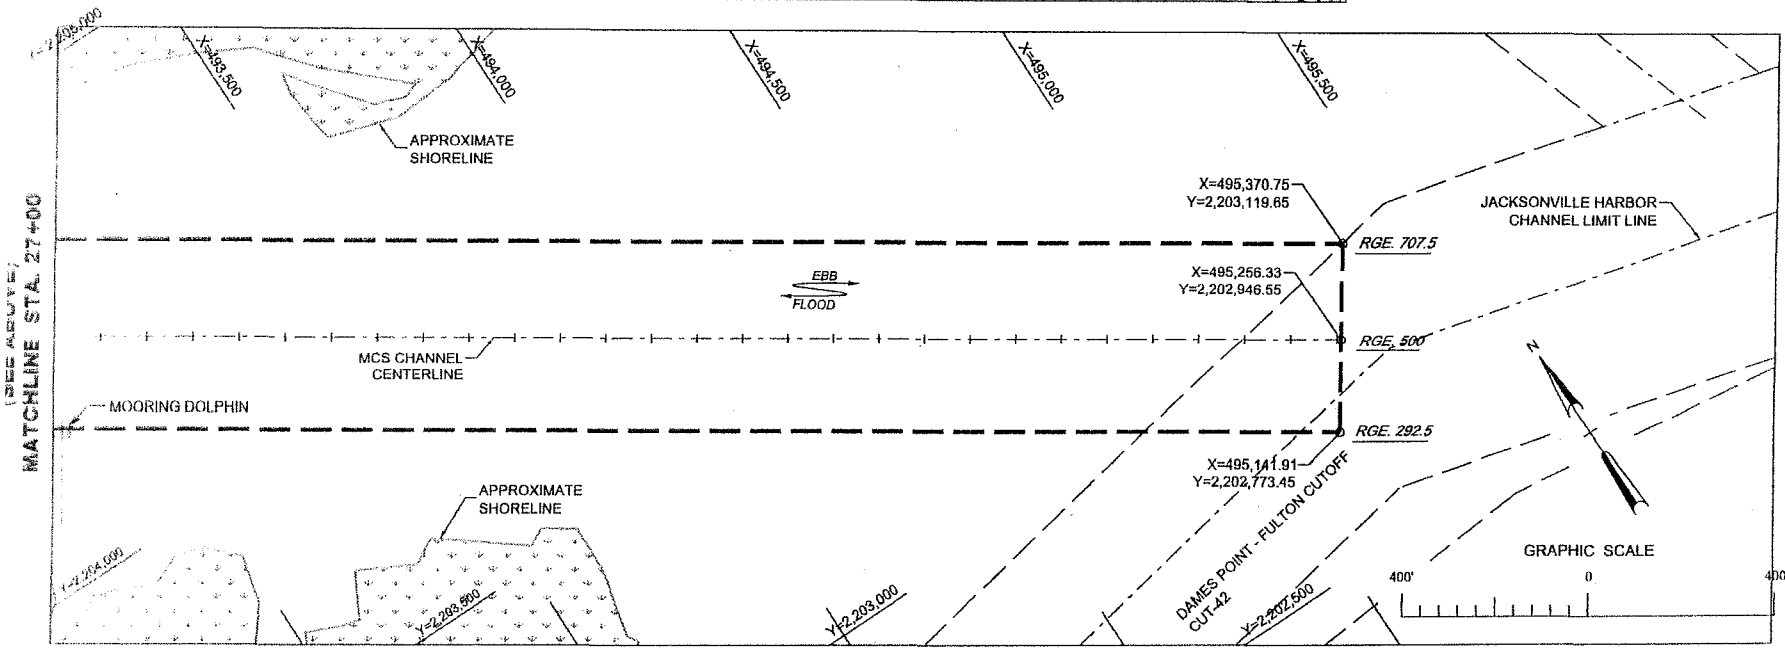 Y=2,205,000
X=493,500
X=494,000
X=494,500
X=495,000
X=495,500
APPROXIMATE
SHORELINE
X=495,370.75
Y=2,203,119.65
JACKSONVILLE HARBOR
CHANNEL LIMIT LINE
(SEE ABOVE)
MATCHLINE STA. 27+00
RGE. 707.5
EBB
FLOOD
X=495,256.33
Y=2,202,946.55
RGE. 500
MCS CHANNEL
CENTERLINE
N
MOORING DOLPHIN
RGE. 292.5
X=495,141.91
Y=2,202,773.45
APPROXIMATE
SHORELINE
DAMES POINT - FULTON CUTOFF
CUT-42
GRAPHIC SCALE
400' 0 400
Y=2,204,000
Y=2,203,500
Y=2,203,000
Y=2,202,500